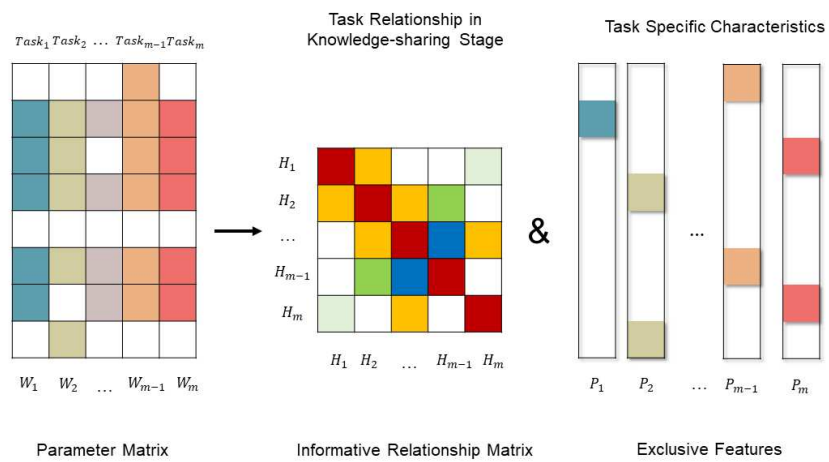 Task Relationship in
Knowledge-sharing Stage
Task Specific Characteristics
Task₁ Task₂ ... Taskₘ₋₁ Taskₘ
H₁
H₂
...
Hₘ₋₁
Hₘ
&
...
H₁ H₂ ... Hₘ₋₁ Hₘ
W₁ W₂ ... Wₘ₋₁ Wₘ
P₁ P₂ ... Pₘ₋₁ Pₘ
Parameter Matrix
Informative Relationship Matrix
Exclusive Features